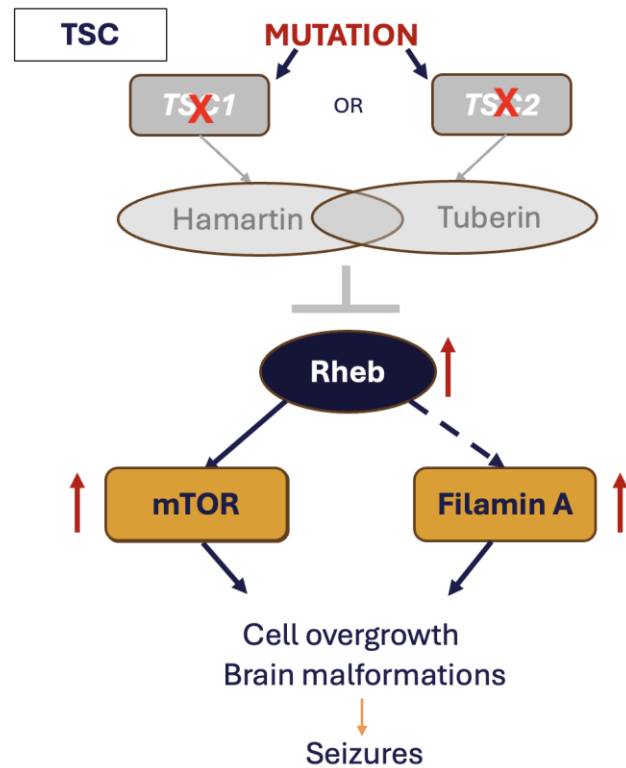 TSC
MUTATION
TSC1
X
OR
TSC2
X
Hamartin
Tuberin
Rheb
mTOR
Filamin A
Cell overgrowth
Brain malformations
Seizures